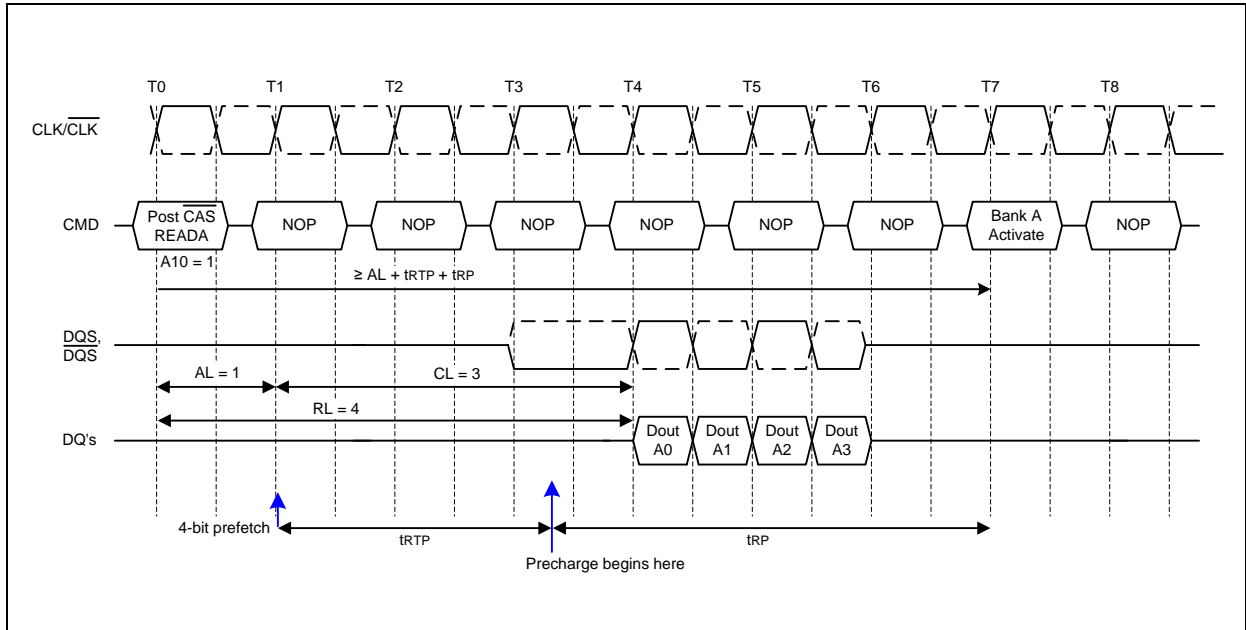 T0 T1 T2 T3 T4 T5 T6 T7 T8
CLK/CLK
CMD
Post CAS
READA
NOP NOP NOP NOP NOP NOP
Bank A
Activate
NOP
A10 = 1
≥ AL + tRTP + tRP
DQS,
DQS
AL = 1
CL = 3
RL = 4
DQ's
Dout
A0
Dout
A1
Dout
A2
Dout
A3
4-bit prefetch
tRTP
tRP
Precharge begins here